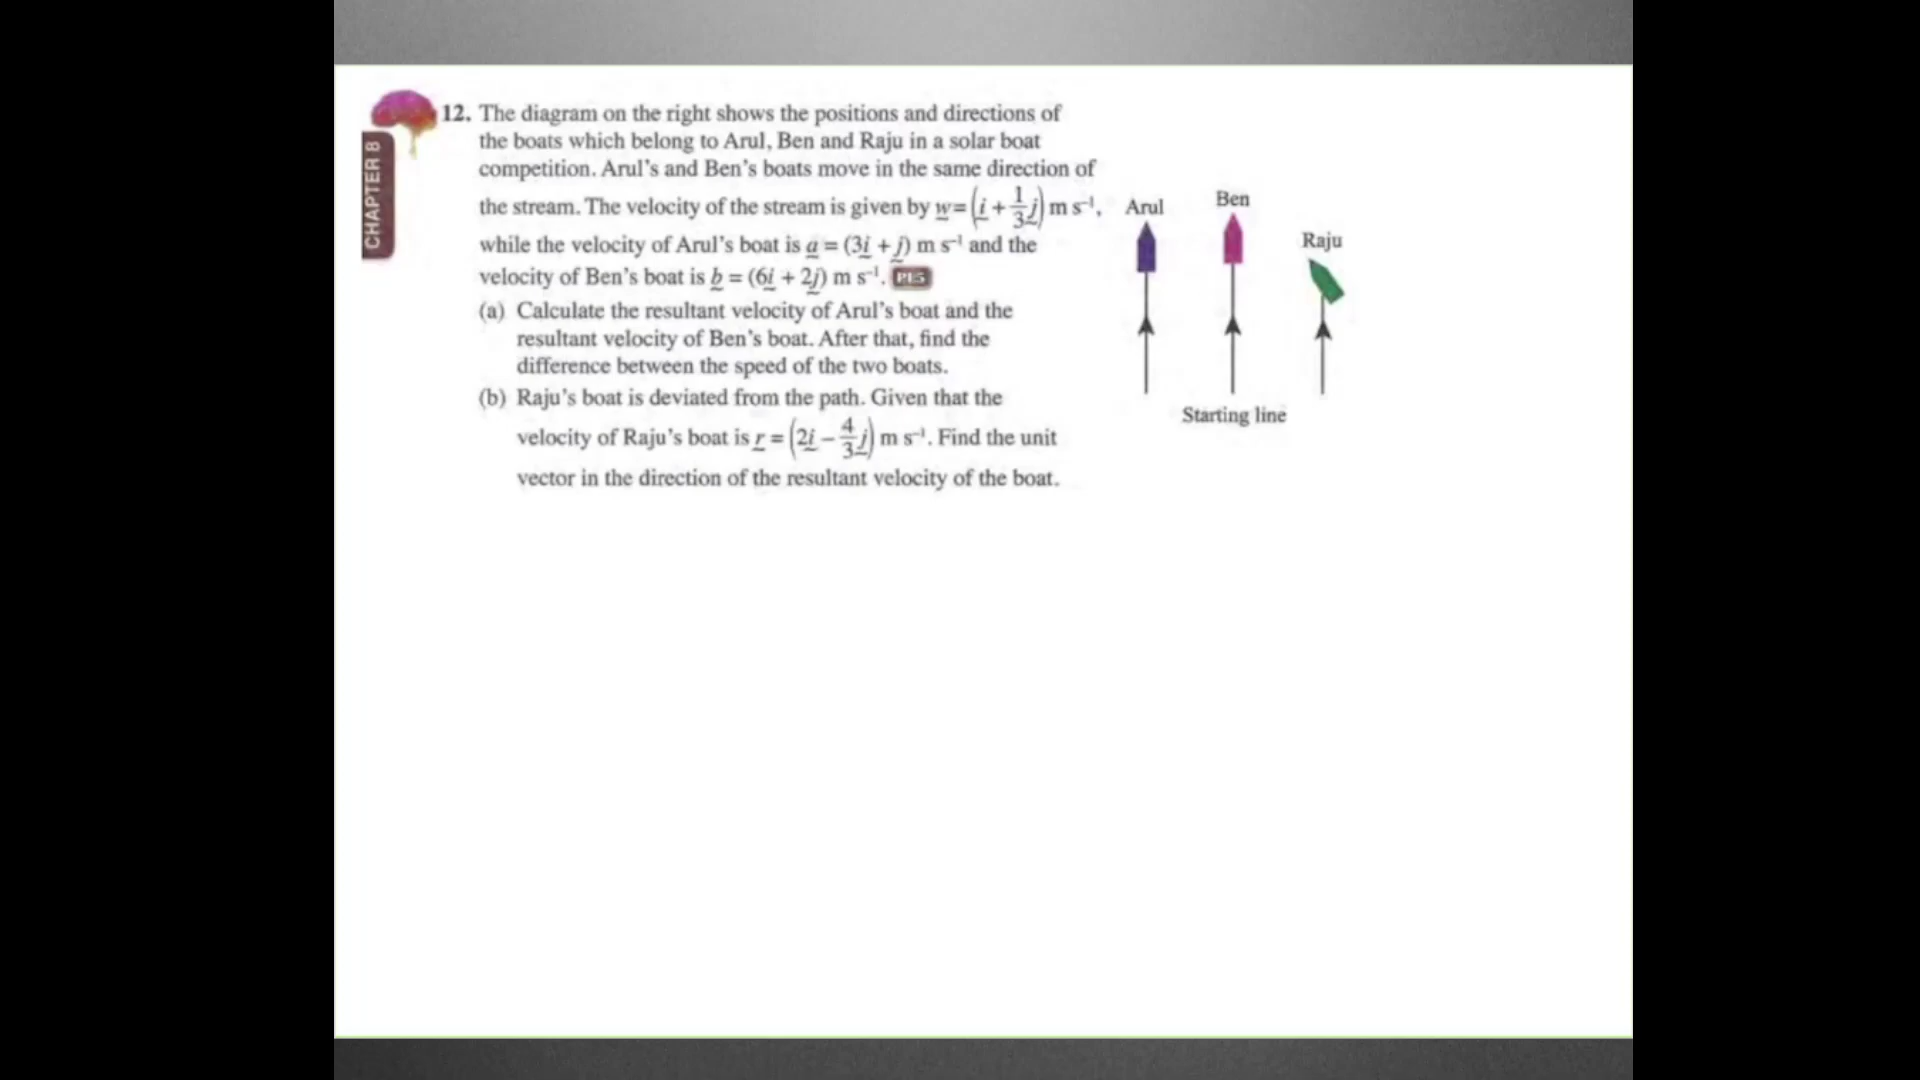 CHAPTER 8
12. The diagram on the right shows the positions and directions of
the boats which belong to Arul, Ben and Raju in a solar boat
competition. Arul's and Ben's boats move in the same direction of
the stream. The velocity of the stream is given by w = (i + 1/3 j) m s⁻¹,
while the velocity of Arul's boat is a = (3i + j) m s⁻¹ and the
velocity of Ben's boat is b = (6i + 2j) m s⁻¹. PL5
(a) Calculate the resultant velocity of Arul's boat and the
resultant velocity of Ben's boat. After that, find the
difference between the speed of the two boats.
(b) Raju's boat is deviated from the path. Given that the
velocity of Raju's boat is r = (2i – 4/3 j) m s⁻¹. Find the unit
vector in the direction of the resultant velocity of the boat.
Arul
Ben
Raju
Starting line